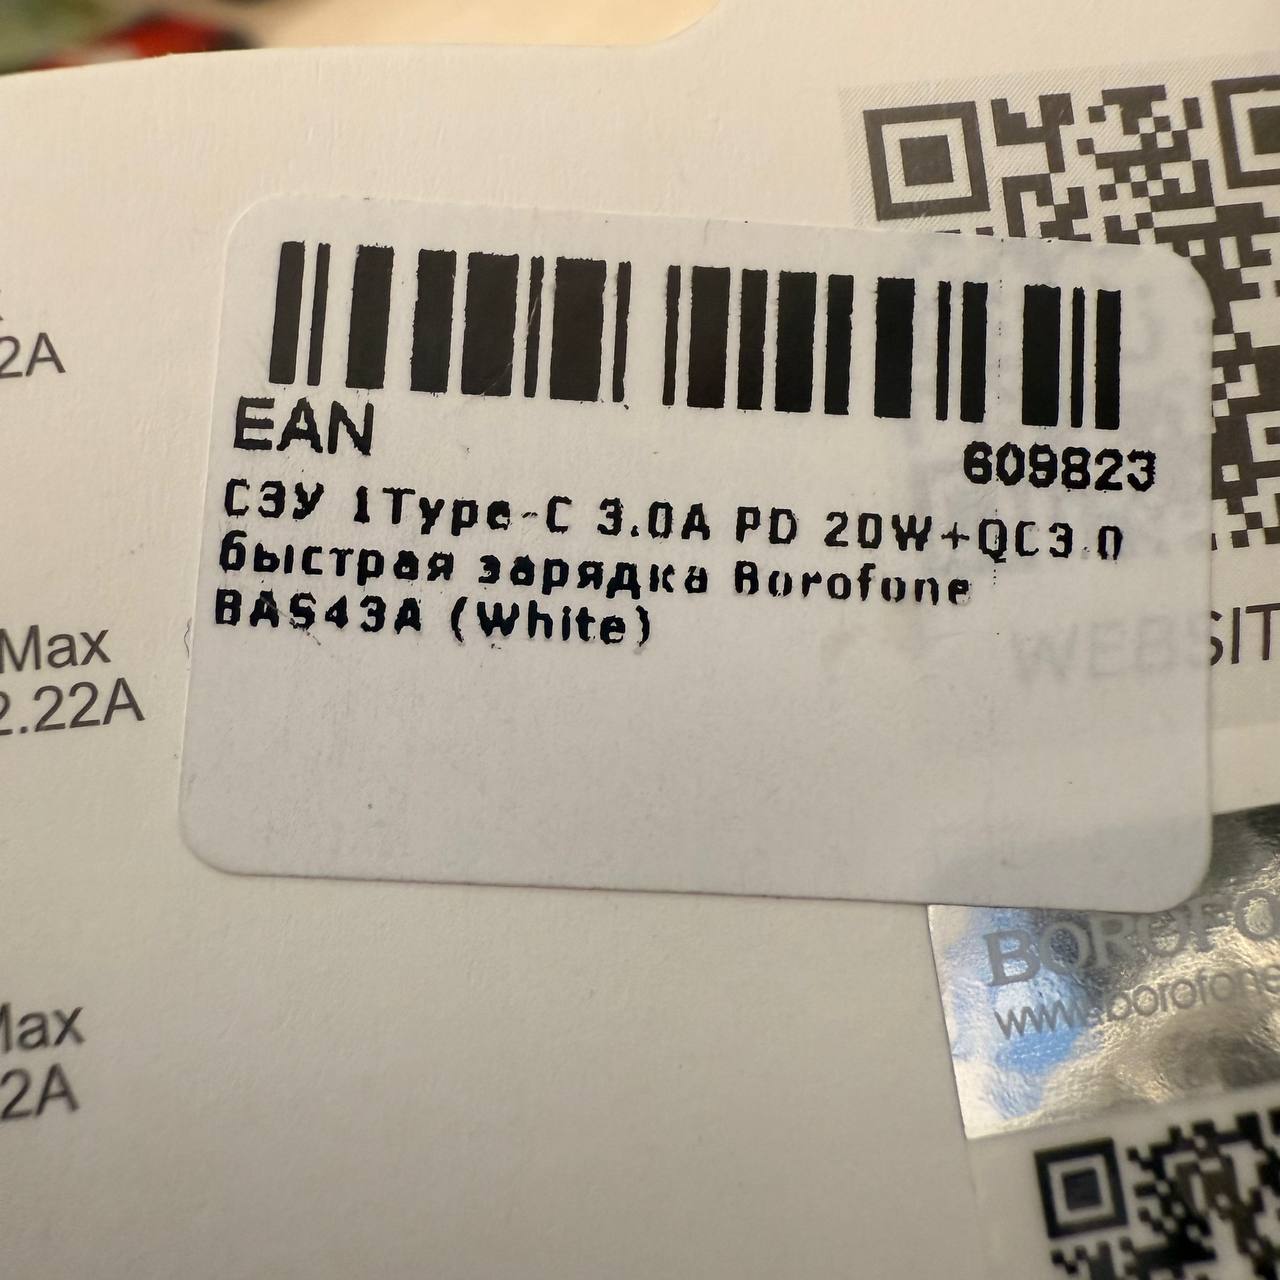 2A
EAN
609823
СЗУ 1Type-C 3.0A PD 20W+QC3.0
быстрая зарядка Borofone
BAS43A (White)
WEBSIT
Max
2.22A
BOROFO
www.borofone
Max
2A